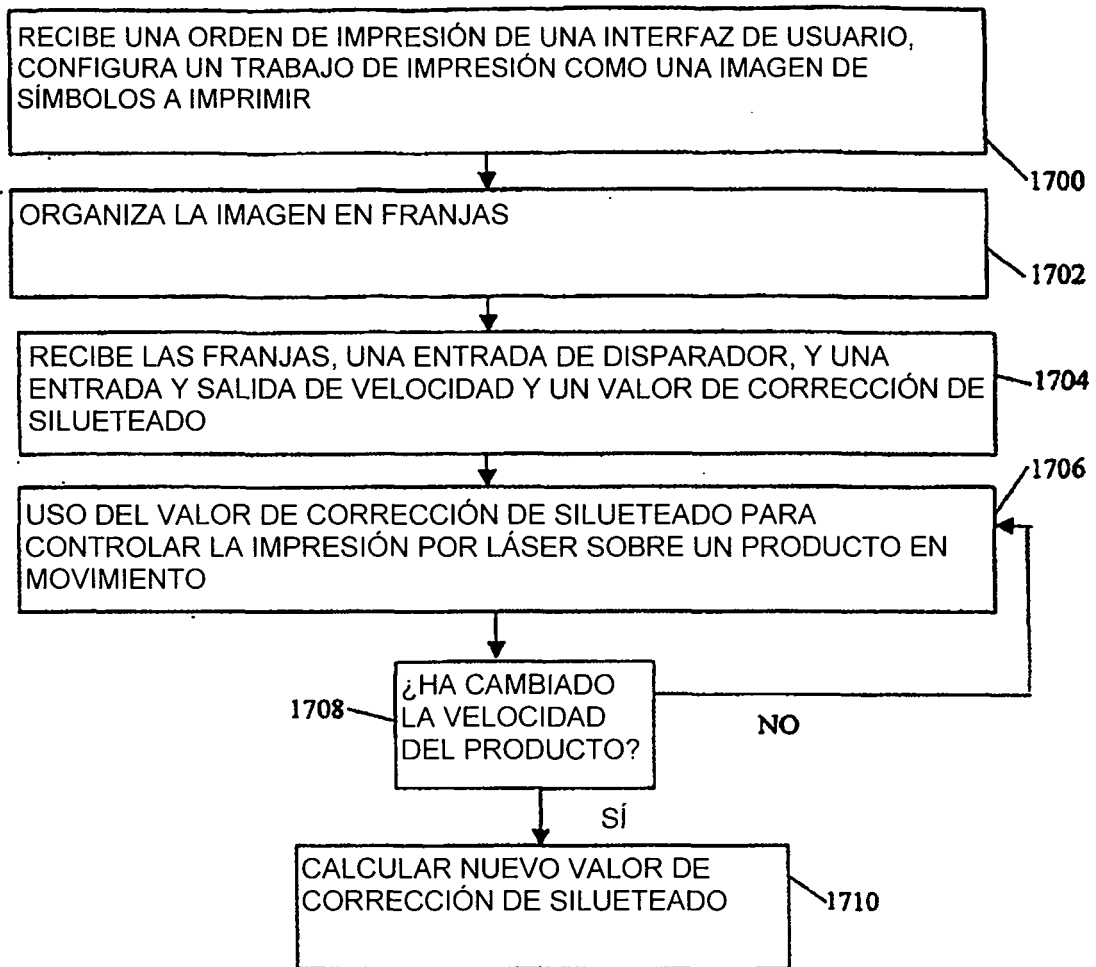 RECIBE UNA ORDEN DE IMPRESIÓN DE UNA INTERFAZ DE USUARIO,
CONFIGURA UN TRABAJO DE IMPRESIÓN COMO UNA IMAGEN DE
SÍMBOLOS A IMPRIMIR
1700
ORGANIZA LA IMAGEN EN FRANJAS
1702
RECIBE LAS FRANJAS, UNA ENTRADA DE DISPARADOR, Y UNA
ENTRADA Y SALIDA DE VELOCIDAD Y UN VALOR DE CORRECCIÓN DE
SILUETEADO
1704
1706
USO DEL VALOR DE CORRECCIÓN DE SILUETEADO PARA
CONTROLAR LA IMPRESIÓN POR LÁSER SOBRE UN PRODUCTO EN
MOVIMIENTO
1708
¿HA CAMBIADO
LA VELOCIDAD
DEL PRODUCTO?
NO
SÍ
CALCULAR NUEVO VALOR DE
CORRECCIÓN DE SILUETEADO
1710